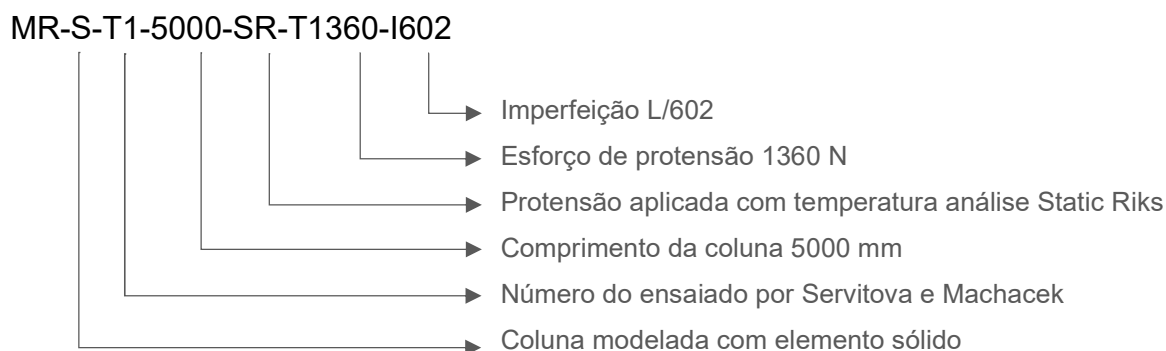 MR-S-T1-5000-SR-T1360-I602
Imperfeição L/602
Esforço de protensão 1360 N
Protensão aplicada com temperatura análise Static Riks
Comprimento da coluna 5000 mm
Número do ensaiado por Servitova e Machacek
Coluna modelada com elemento sólido